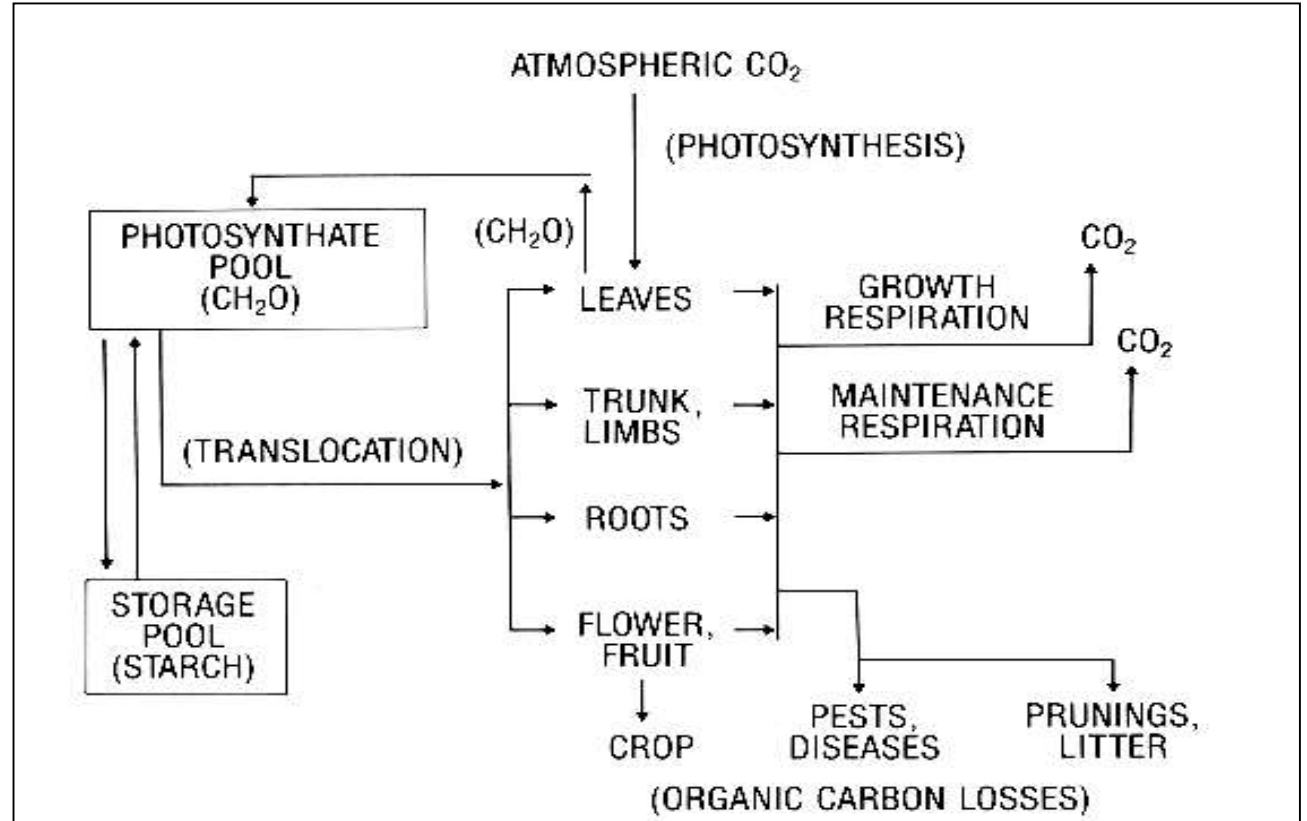 ATMOSPHERIC CO₂
(PHOTOSYNTHESIS)
PHOTOSYNTHATE
POOL
(CH₂O)
(CH₂O)
LEAVES
GROWTH
RESPIRATION
CO₂
CO₂
TRUNK,
LIMBS
MAINTENANCE
RESPIRATION
(TRANSLOCATION)
ROOTS
STORAGE
POOL
(STARCH)
FLOWER,
FRUIT
CROP
PESTS,
DISEASES
PRUNINGS,
LITTER
(ORGANIC CARBON LOSSES)